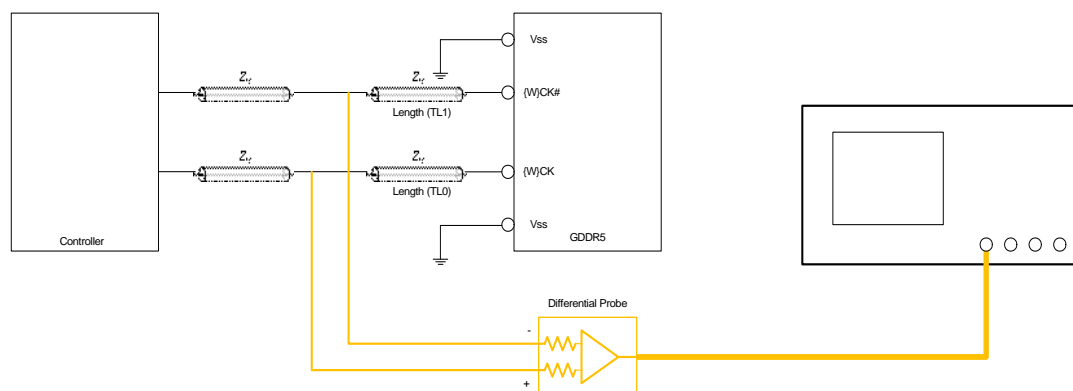 Vss
{W}CK#
Length (TL1)
{W}CK
Length (TL0)
Vss
Controller
GDDR5
Differential Probe
-
+